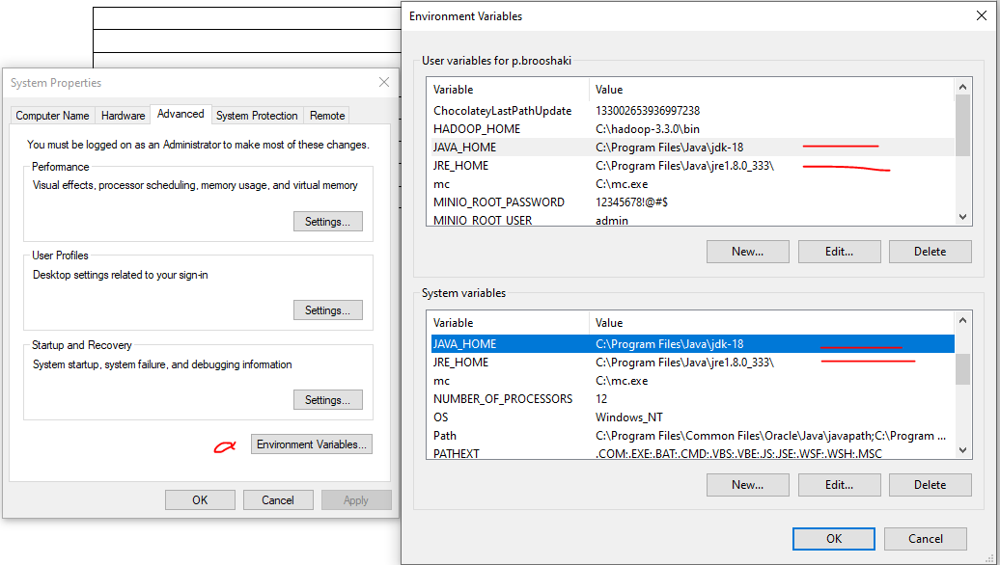 Environment Variables
User variables for p.brooshaki
Variable Value
ChocolateyLastPathUpdate 133002653936997238
HADOOP_HOME C:\hadoop-3.3.0\bin
JAVA_HOME C:\Program Files\Java\jdk-18
JRE_HOME C:\Program Files\Java\jre1.8.0_333\
mc C:\mc.exe
MINIO_ROOT_PASSWORD 12345678!@#$
MINIO_ROOT_USER admin
New... Edit... Delete
System variables
Variable Value
JAVA_HOME C:\Program Files\Java\jdk-18
JRE_HOME C:\Program Files\Java\jre1.8.0_333\
mc C:\mc.exe
NUMBER_OF_PROCESSORS 12
OS Windows_NT
Path C:\Program Files\Common Files\Oracle\Java\javapath;C:\Program ...
PATHEXT .COM;.EXE;.BAT;.CMD;.VBS;.VBE;.JS;.JSE;.WSF;.WSH;.MSC
New... Edit... Delete
OK Cancel
System Properties
Computer Name Hardware Advanced System Protection Remote
You must be logged on as an Administrator to make most of these changes.
Performance
Visual effects, processor scheduling, memory usage, and virtual memory
Settings...
User Profiles
Desktop settings related to your sign-in
Settings...
Startup and Recovery
System startup, system failure, and debugging information
Settings...
Environment Variables...
OK Cancel Apply